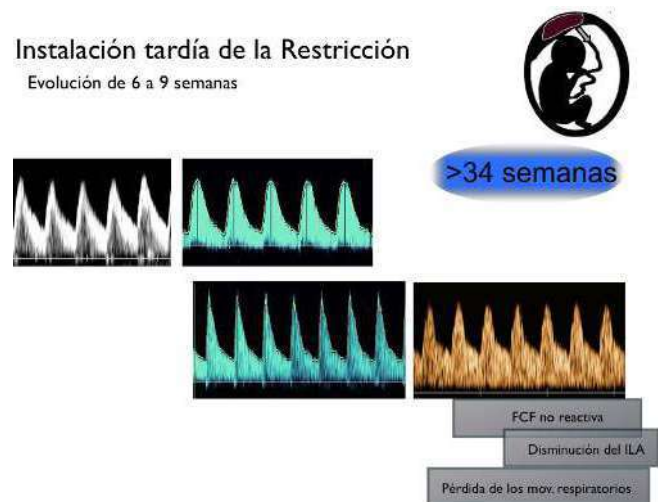 Instalación tardía de la Restricción
Evolución de 6 a 9 semanas
>34 semanas
FCF no reactiva
Disminución del ILA
Pérdida de los mov. respiratorios